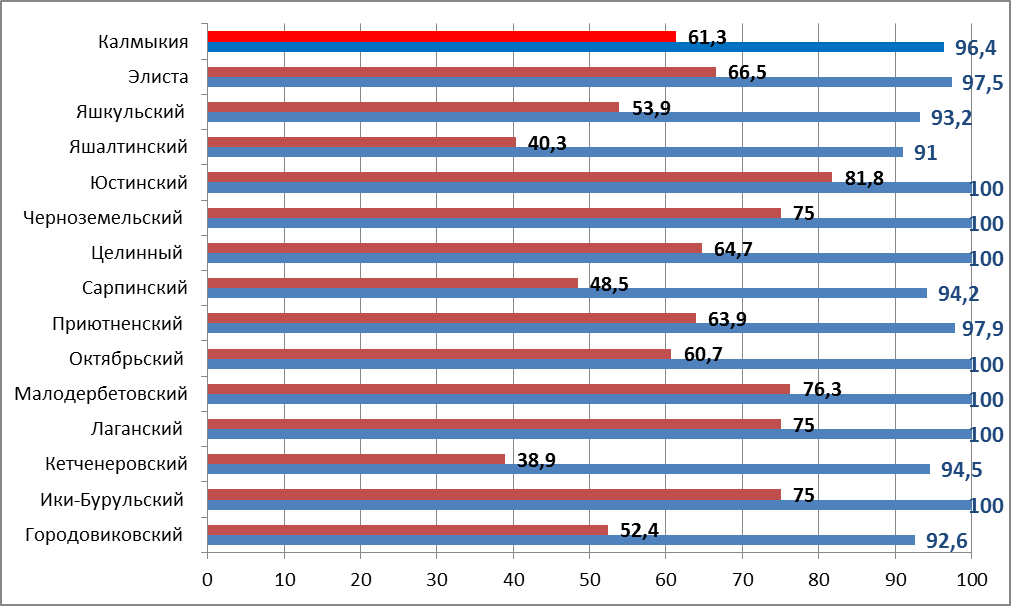 Калмыкия 61,3 96,4
Элиста 66,5 97,5
Яшкульский 53,9 93,2
Яшалтинский 40,3 91
Юстинский 81,8 100
Черноземельский 75 100
Целинный 64,7 100
Сарпинский 48,5 94,2
Приютненский 63,9 97,9
Октябрьский 60,7 100
Малодербетовский 76,3 100
Лаганский 75 100
Кетченеровский 38,9 94,5
Ики-Бурульский 75 100
Городовиковский 52,4 92,6
0 10 20 30 40 50 60 70 80 90 100